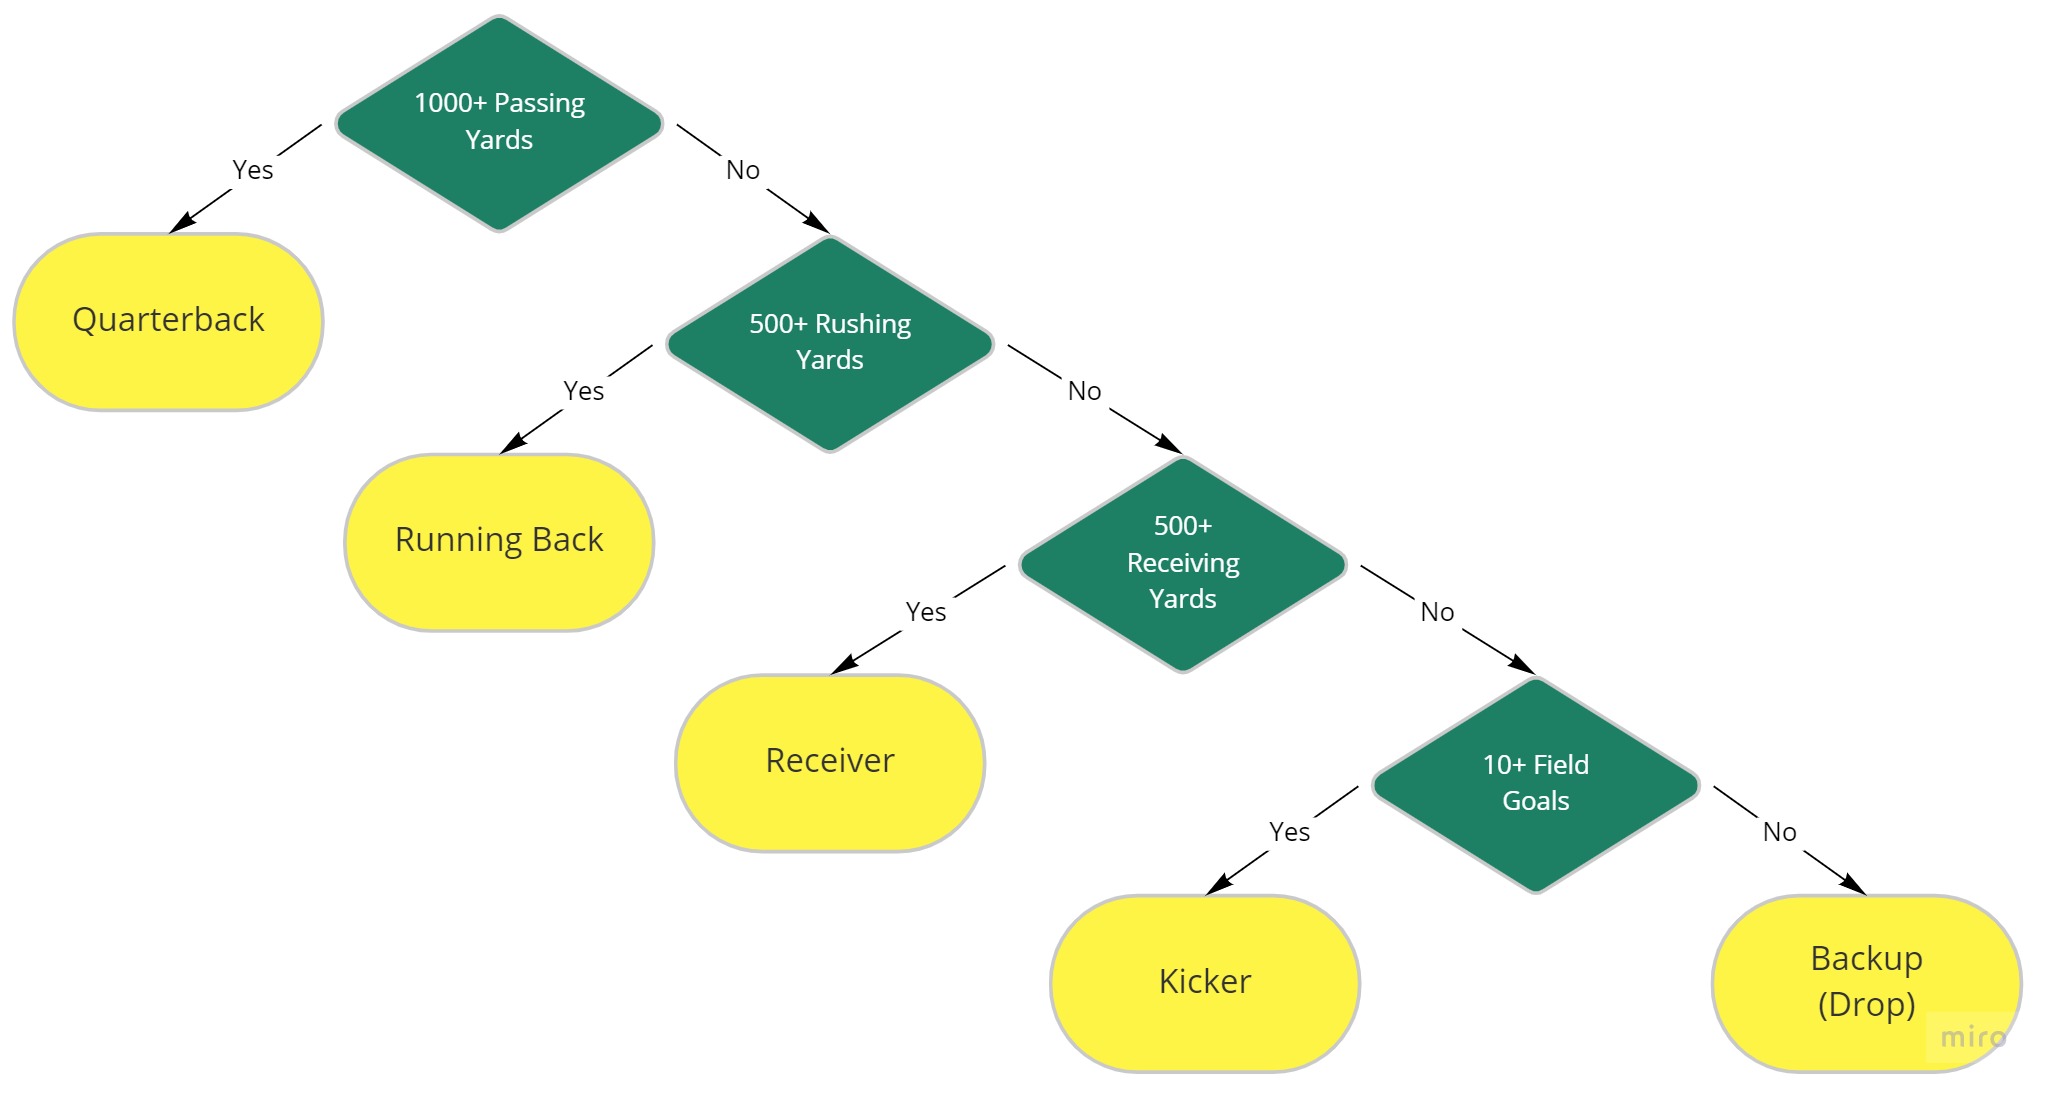 1000+ Passing
Yards
Yes
No
Quarterback
500+ Rushing
Yards
Yes
No
Running Back
500+
Receiving
Yards
Yes
No
Receiver
10+ Field
Goals
Yes
No
Kicker
Backup
(Drop)
miro